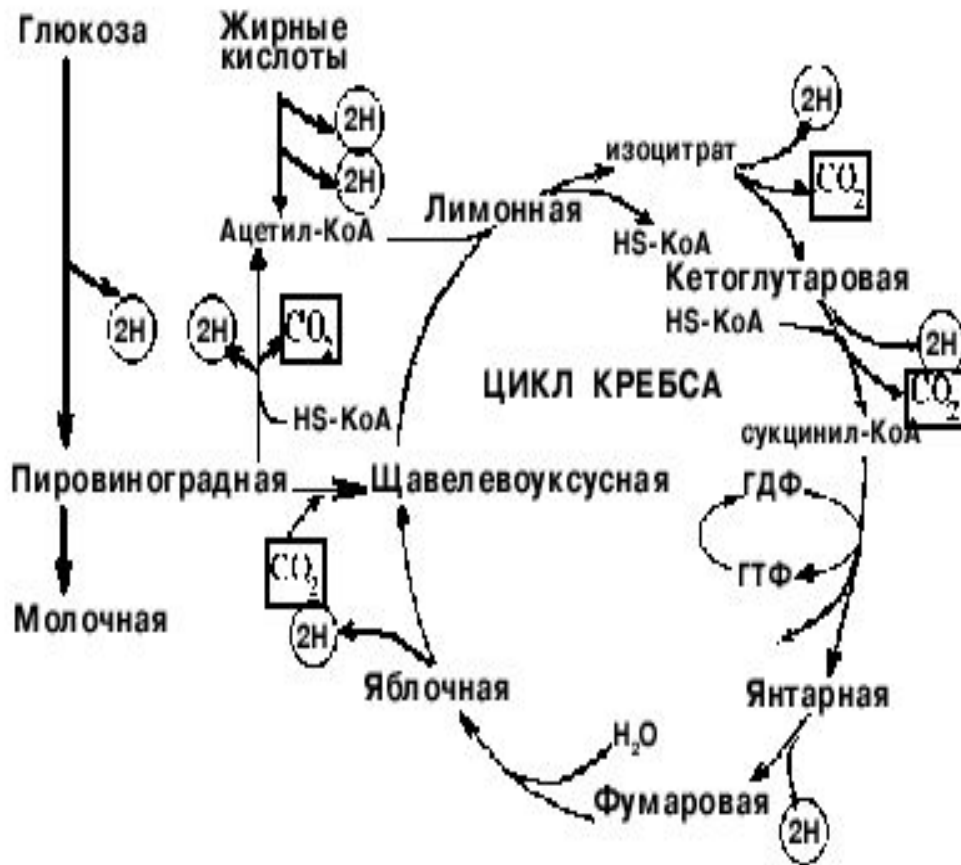 Глюкоза
Жирные
кислоты
2H
2H
2H
изоцитрат
CO2
Лимонная
Ацетил-КоА
HS-КоА
Кетоглутаровая
2H
2H
CO2
HS-КоА
2H
CO2
ЦИКЛ КРЕБСА
HS-КоА
сукцинил-КоА
Пировиноградная
Щавелевоуксусная
ГДФ
CO2
ГТФ
Молочная
2H
Яблочная
Янтарная
H2O
Фумаровая
2H